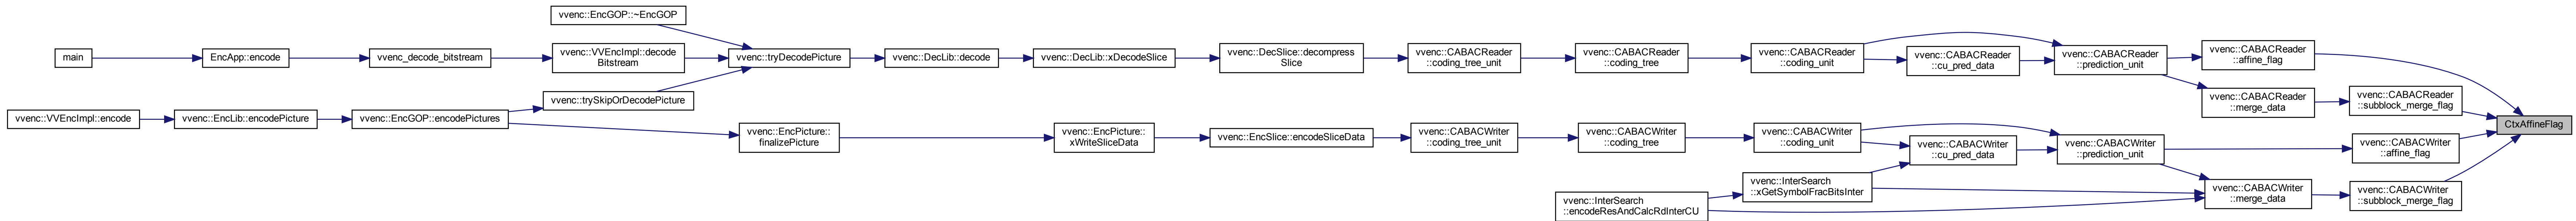 vvenc::EncGOP::~EncGOP
main
EncApp::encode
vvenc_decode_bitstream
vvenc::VVEncImpl::decode
Bitstream
vvenc::tryDecodePicture
vvenc::DecLib::decode
vvenc::DecLib::xDecodeSlice
vvenc::DecSlice::decompress
Slice
vvenc::CABACReader
::coding_tree_unit
vvenc::CABACReader
::coding_tree
vvenc::CABACReader
::coding_unit
vvenc::CABACReader
::cu_pred_data
vvenc::CABACReader
::prediction_unit
vvenc::CABACReader
::affine_flag
vvenc::CABACReader
::merge_data
vvenc::CABACReader
::subblock_merge_flag
vvenc::trySkipOrDecodePicture
vvenc::VVEncImpl::encode
vvenc::EncLib::encodePicture
vvenc::EncGOP::encodePictures
vvenc::EncPicture::
finalizePicture
vvenc::EncPicture::
xWriteSliceData
vvenc::EncSlice::encodeSliceData
vvenc::CABACWriter
::coding_tree_unit
vvenc::CABACWriter
::coding_tree
vvenc::CABACWriter
::coding_unit
vvenc::CABACWriter
::cu_pred_data
vvenc::CABACWriter
::prediction_unit
vvenc::CABACWriter
::affine_flag
CtxAffineFlag
vvenc::InterSearch
::encodeResAndCalcRdInterCU
vvenc::InterSearch
::xGetSymbolFracBitsInter
vvenc::CABACWriter
::merge_data
vvenc::CABACWriter
::subblock_merge_flag